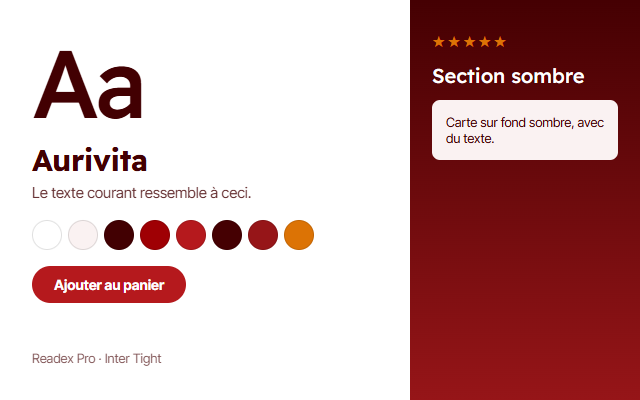 Aa
Aurivita
Le texte courant ressemble à ceci.
Ajouter au panier
Readex Pro · Inter Tight
★★★★★
Section sombre
Carte sur fond sombre, avec
du texte.